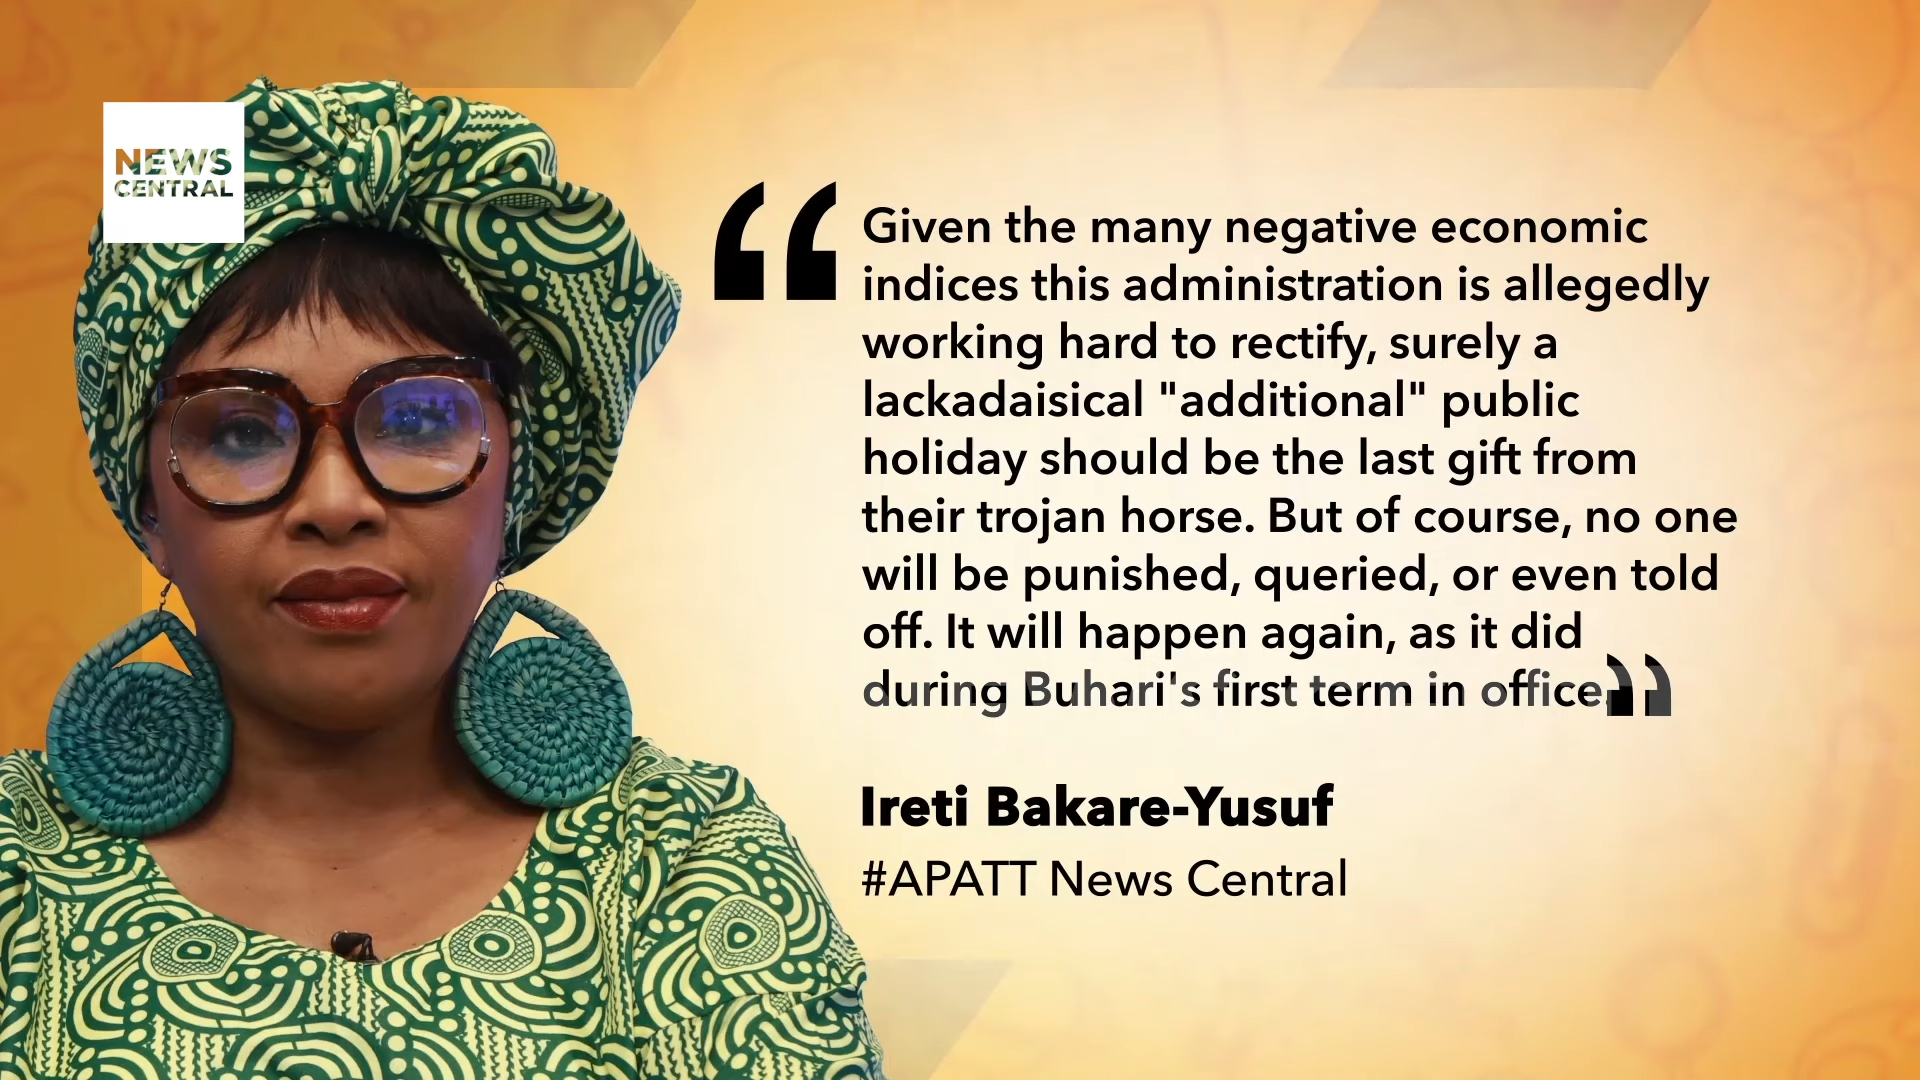 NEWS
CENTRAL
“
Given the many negative economic
indices this administration is allegedly
working hard to rectify, surely a
lackadaisical "additional" public
holiday should be the last gift from
their trojan horse. But of course, no one
will be punished, queried, or even told
off. It will happen again, as it did
during Buhari's first term in office.”
Ireti Bakare-Yusuf
#APATT News Central